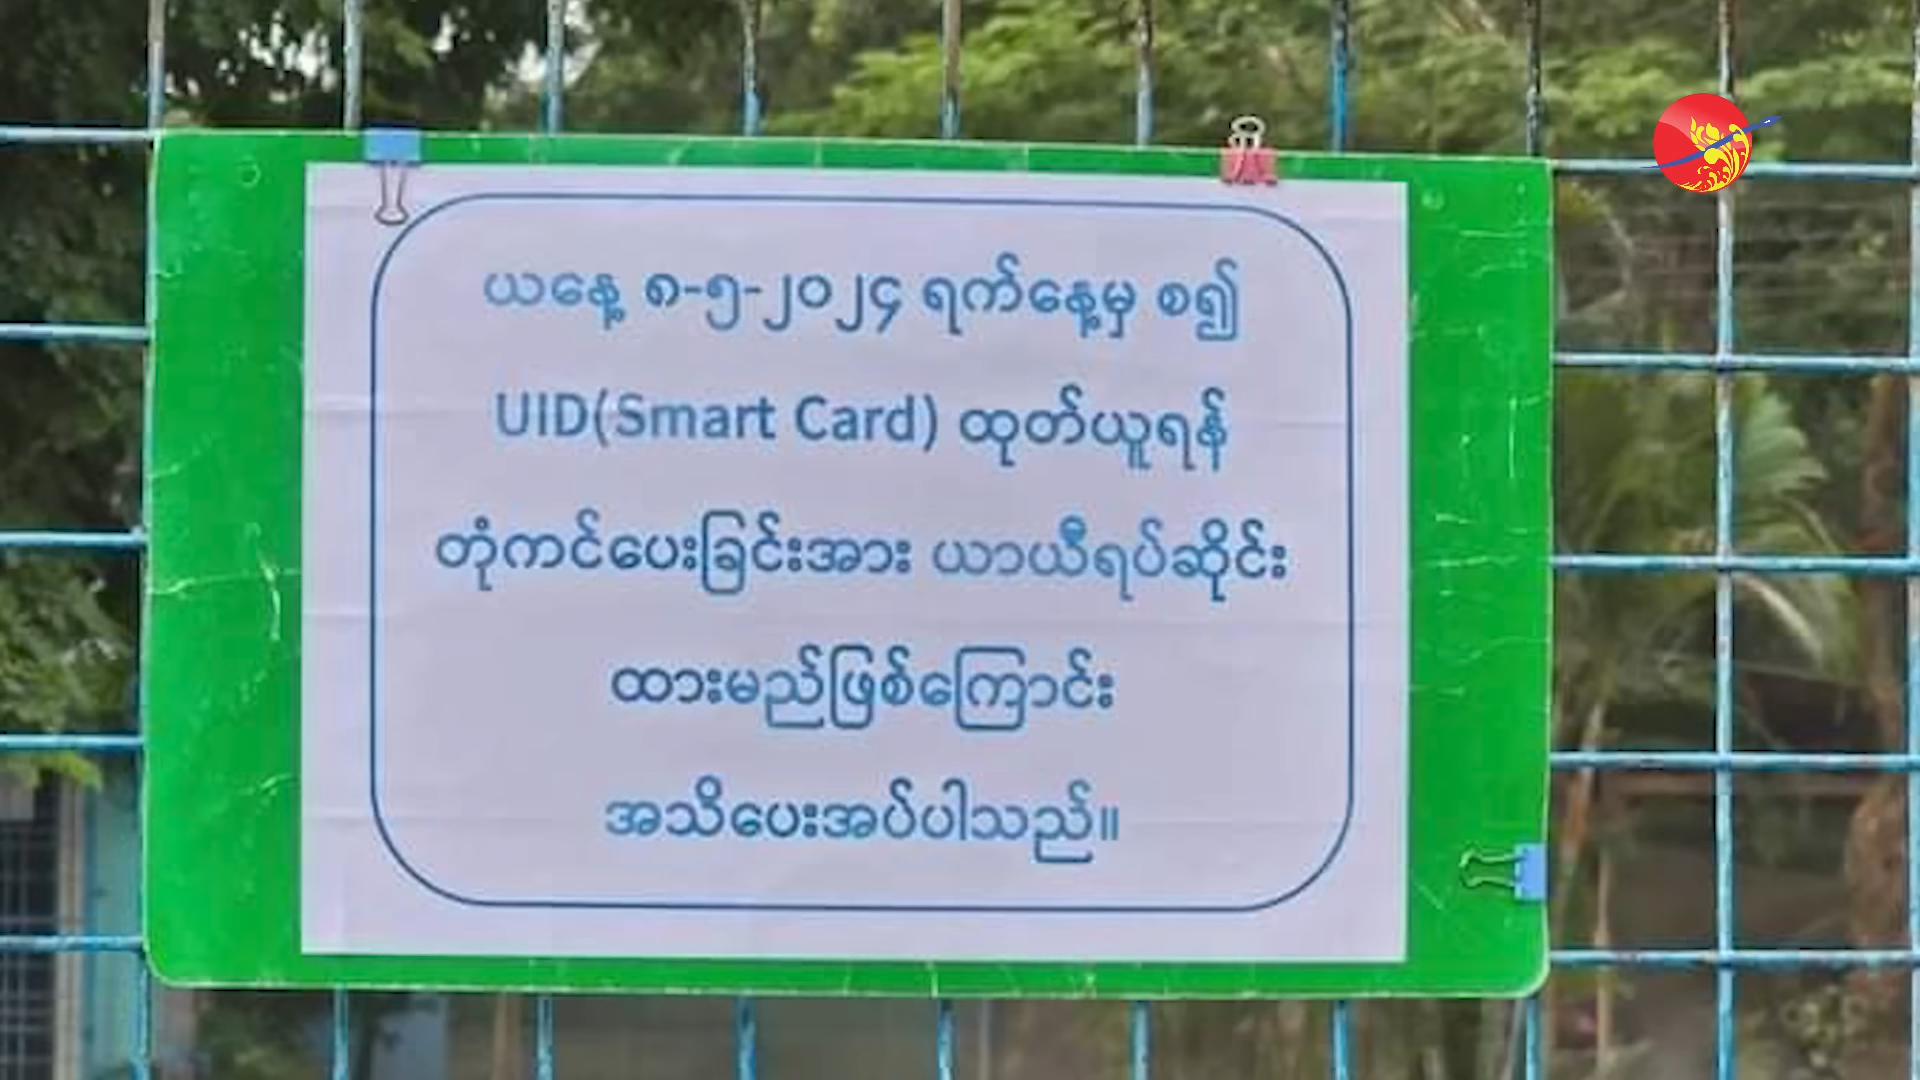 ယနေ့ ၈-၅-၂၀၂၄ ရက်နေ့မှ စ၍
UID(Smart Card) ထုတ်ယူရန်
တုံကင်ပေးခြင်းအား ယာယီရပ်ဆိုင်း
ထားမည်ဖြစ်ကြောင်း
အသိပေးအပ်ပါသည်။